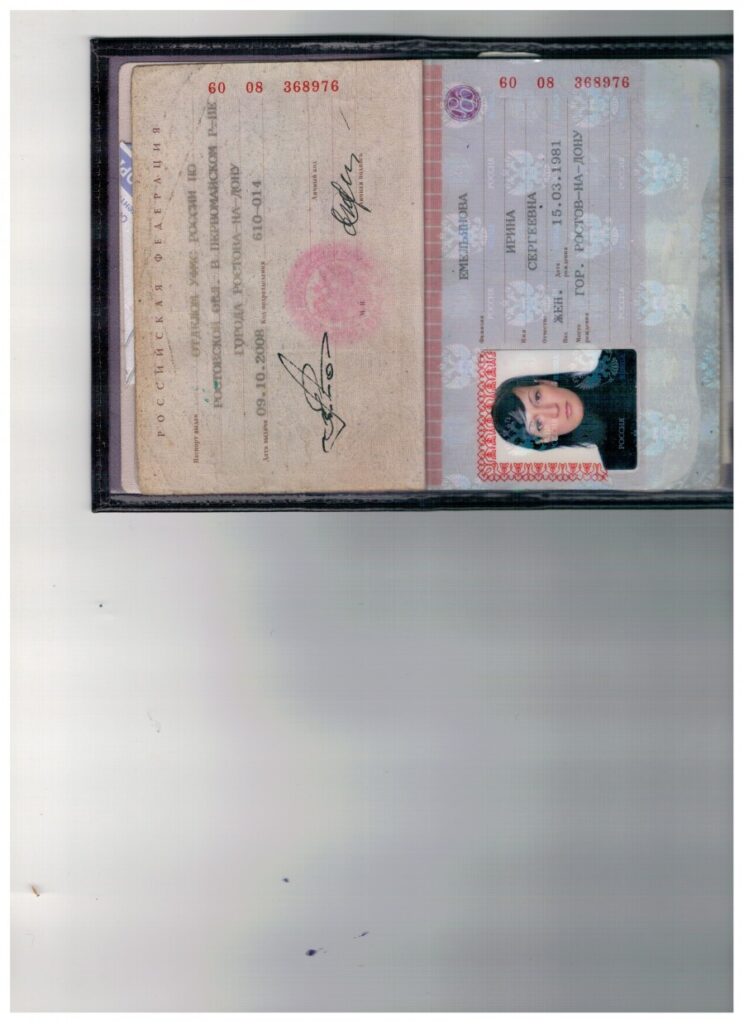 РОССИЙСКАЯ ФЕДЕРАЦИЯ
60 08 368976
Паспорт выдан
ОТДЕЛОМ УФМС РОССИИ ПО
РОСТОВСКОЙ ОБЛ. В ПЕРВОМАЙСКОМ Р-НЕ
ГОРОДА РОСТОВА-НА-ДОНУ
Дата выдачи 09.10.2008 Код подразделения 610-014
Личный код
Личная подпись
М.П.
60 08 368976
Фамилия ЕМЕЛЬЯНОВА
Имя ИРИНА
Отчество СЕРГЕЕВНА
Пол ЖЕН. Дата рождения 15.03.1981
Место рождения ГОР. РОСТОВ-НА-ДОНУ
РОССИЯ